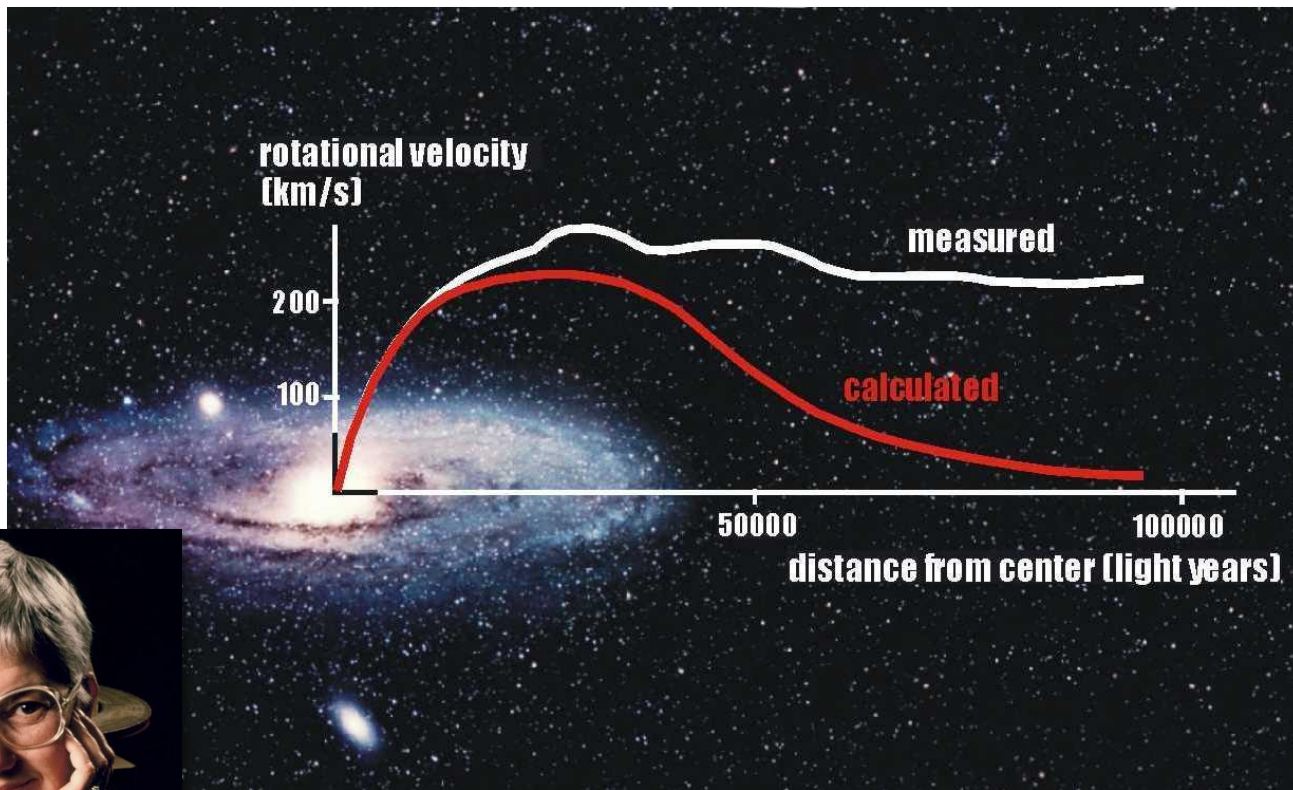 rotational velocity
(km/s)
measured
200
calculated
100
50000
100000
distance from center (light years)